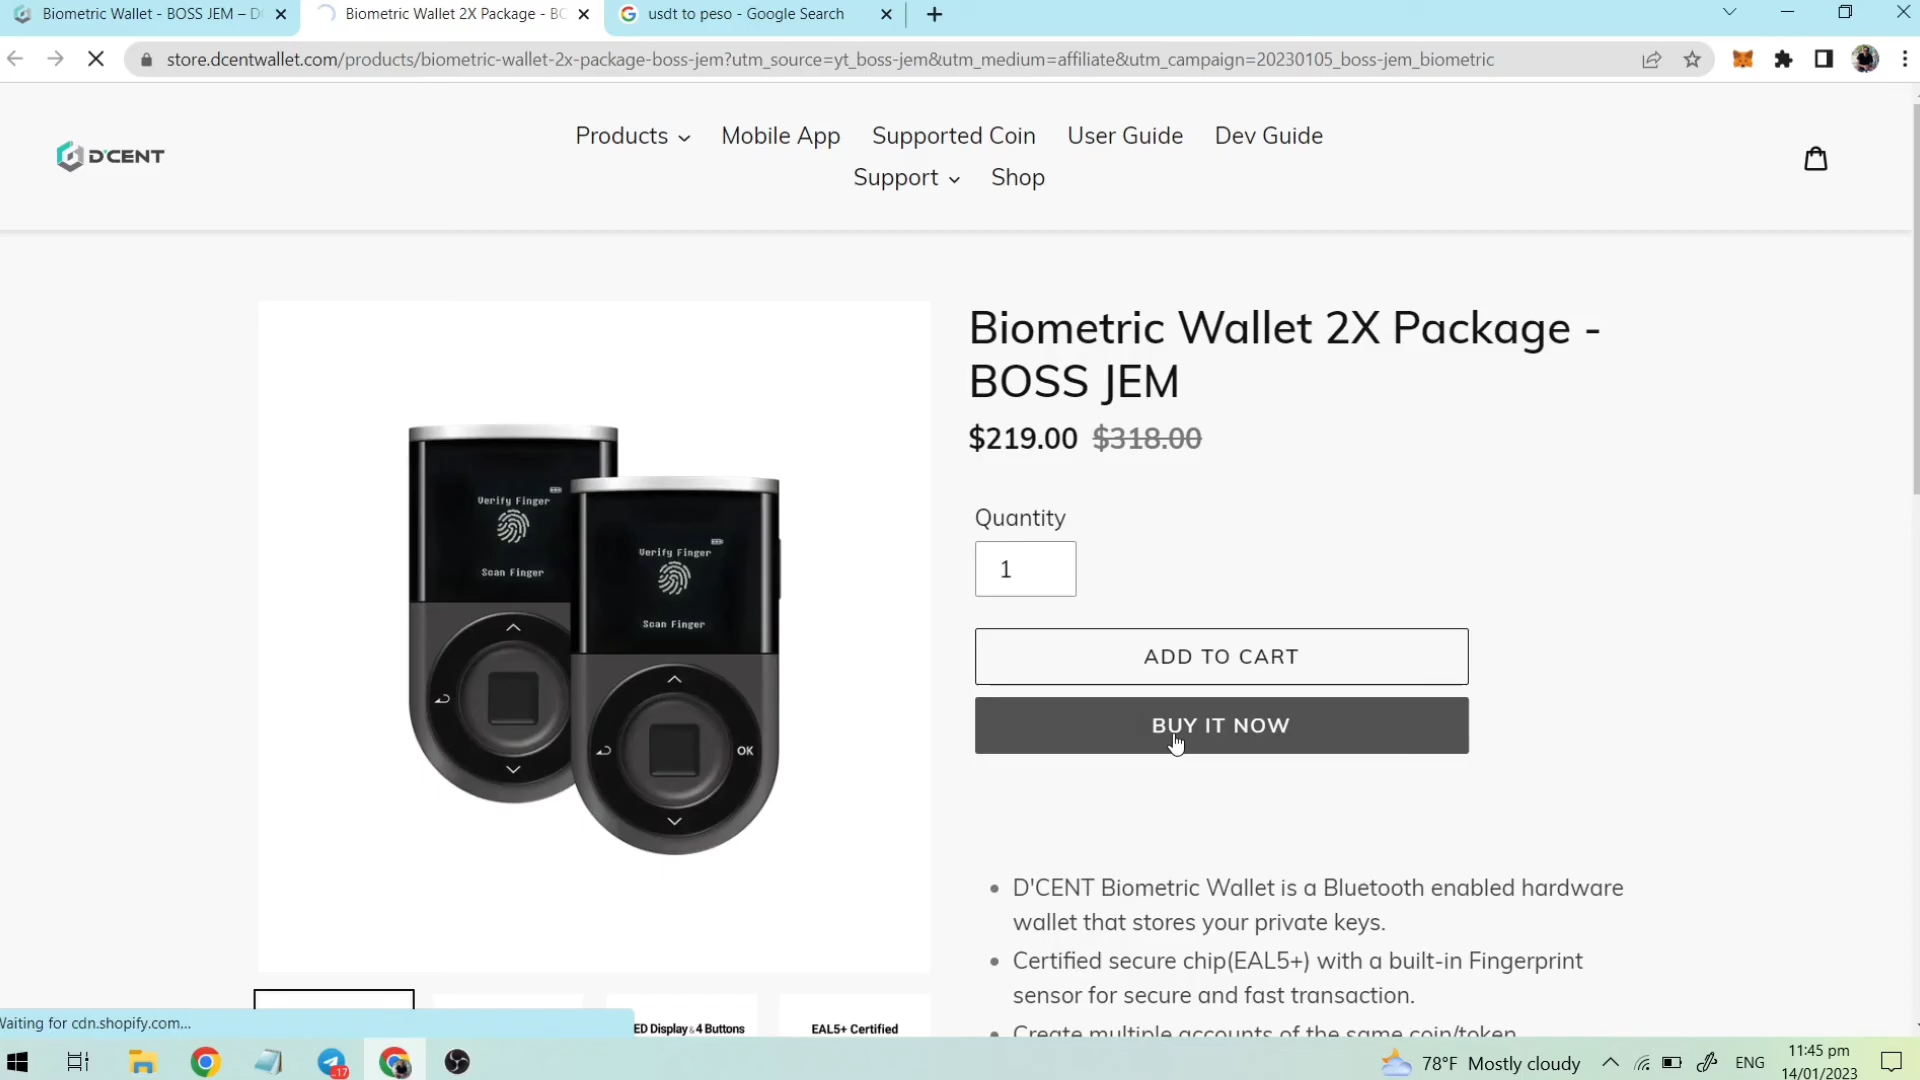 Biometric Wallet - BOSS JEM – D'
Biometric Wallet 2X Package - BO
usdt to peso - Google Search
store.dcentwallet.com/products/biometric-wallet-2x-package-boss-jem?utm_source=yt_boss-jem&utm_medium=affiliate&utm_campaign=20230105_boss-jem_biometric
Products
Mobile App
Supported Coin
User Guide
Dev Guide
D'CENT
Support
Shop
Biometric Wallet 2X Package -
BOSS JEM
$219.00 $318.00
Quantity
1
ADD TO CART
BUY IT NOW
Verify Finger
Scan Finger
Verify Finger
Scan Finger
OK
D'CENT Biometric Wallet is a Bluetooth enabled hardware
wallet that stores your private keys.
Certified secure chip(EAL5+) with a built-in Fingerprint
sensor for secure and fast transaction.
Create multiple accounts of the same coin/token
ED Display & 4 Buttons
EAL5+ Certified
Waiting for cdn.shopify.com...
17
78°F Mostly cloudy
ENG
11:45 pm
14/01/2023